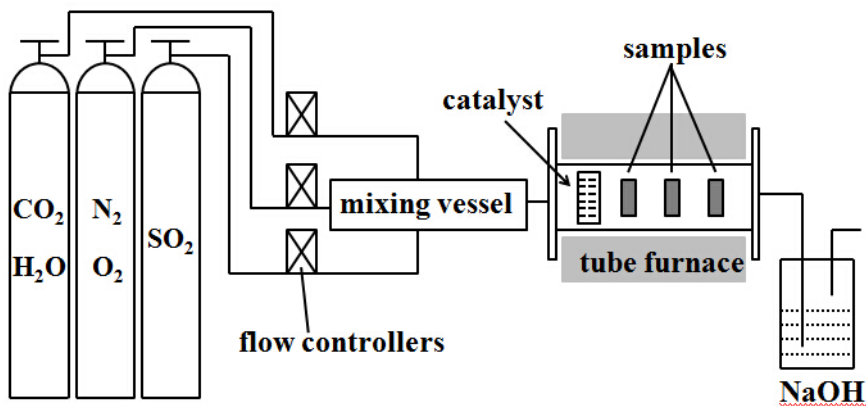 samples
catalyst
CO2
H2O
N2
O2
SO2
mixing vessel
tube furnace
flow controllers
NaOH